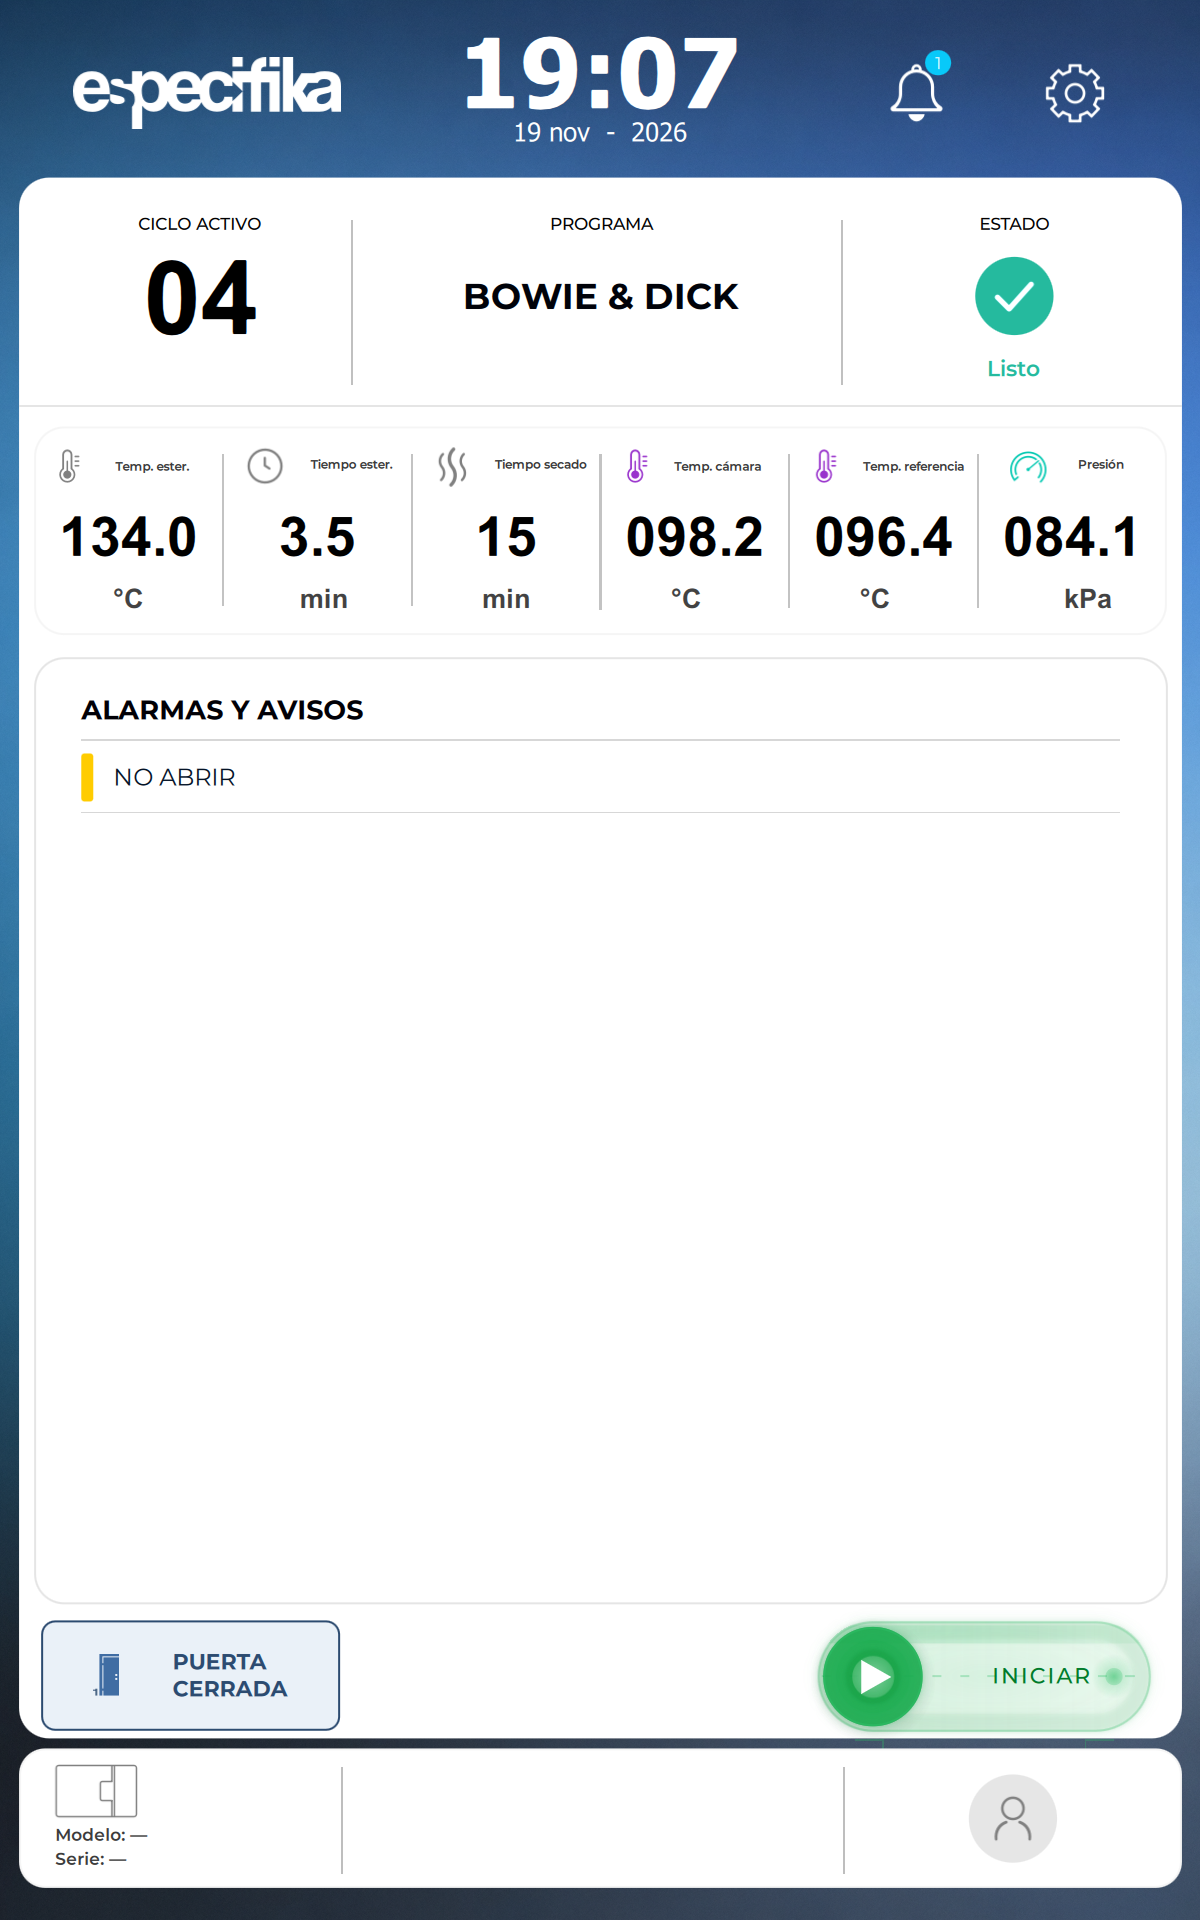 especifika
19:07
1
19 nov - 2026
CICLO ACTIVO
PROGRAMA
ESTADO
04
BOWIE & DICK
Listo
Temp. ester.
Tiempo ester.
Tiempo secado
Temp. cámara
Temp. referencia
Presión
134.0
3.5
15
098.2
096.4
084.1
°C
min
min
°C
°C
kPa
ALARMAS Y AVISOS
NO ABRIR
PUERTA
CERRADA
INICIAR
Modelo: —
Serie: —